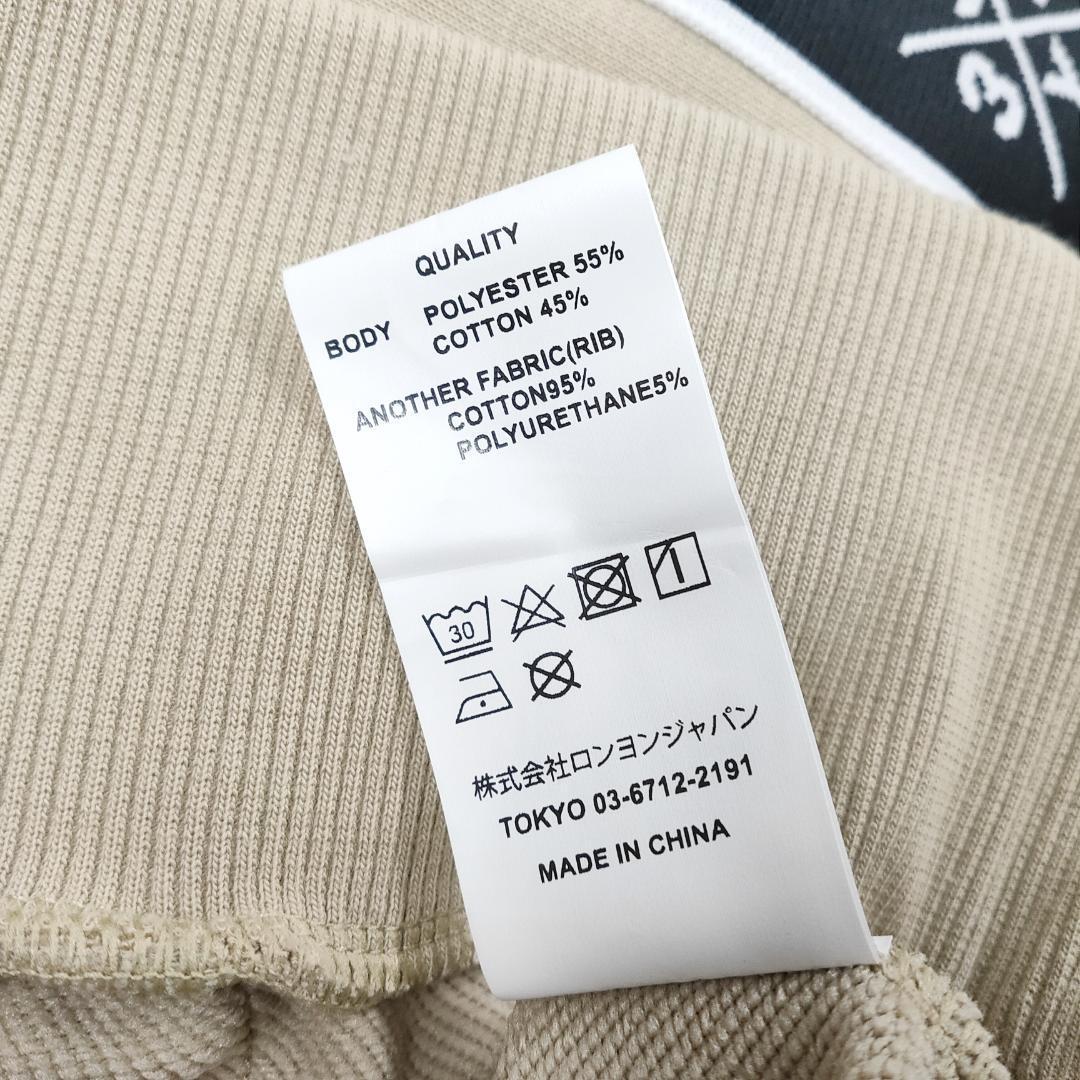 QUALITY
BODY POLYESTER 55%
COTTON 45%
ANOTHER FABRIC(RIB)
COTTON95%
POLYURETHANE5%
30
株式会社ロンヨンジャパン
TOKYO 03-6712-2191
MADE IN CHINA